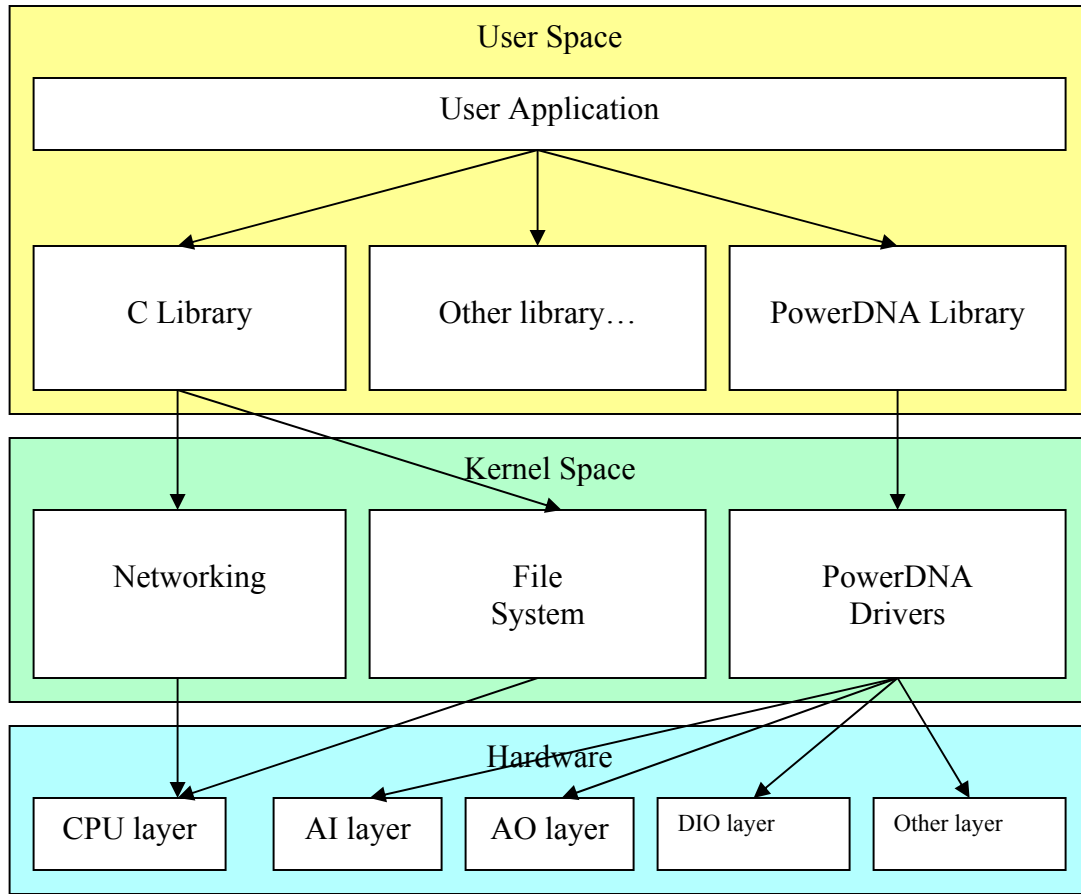 User Space
User Application
C Library
Other library…
PowerDNA Library
Kernel Space
Networking
File
System
PowerDNA
Drivers
Hardware
CPU layer
AI layer
AO layer
DIO layer
Other layer